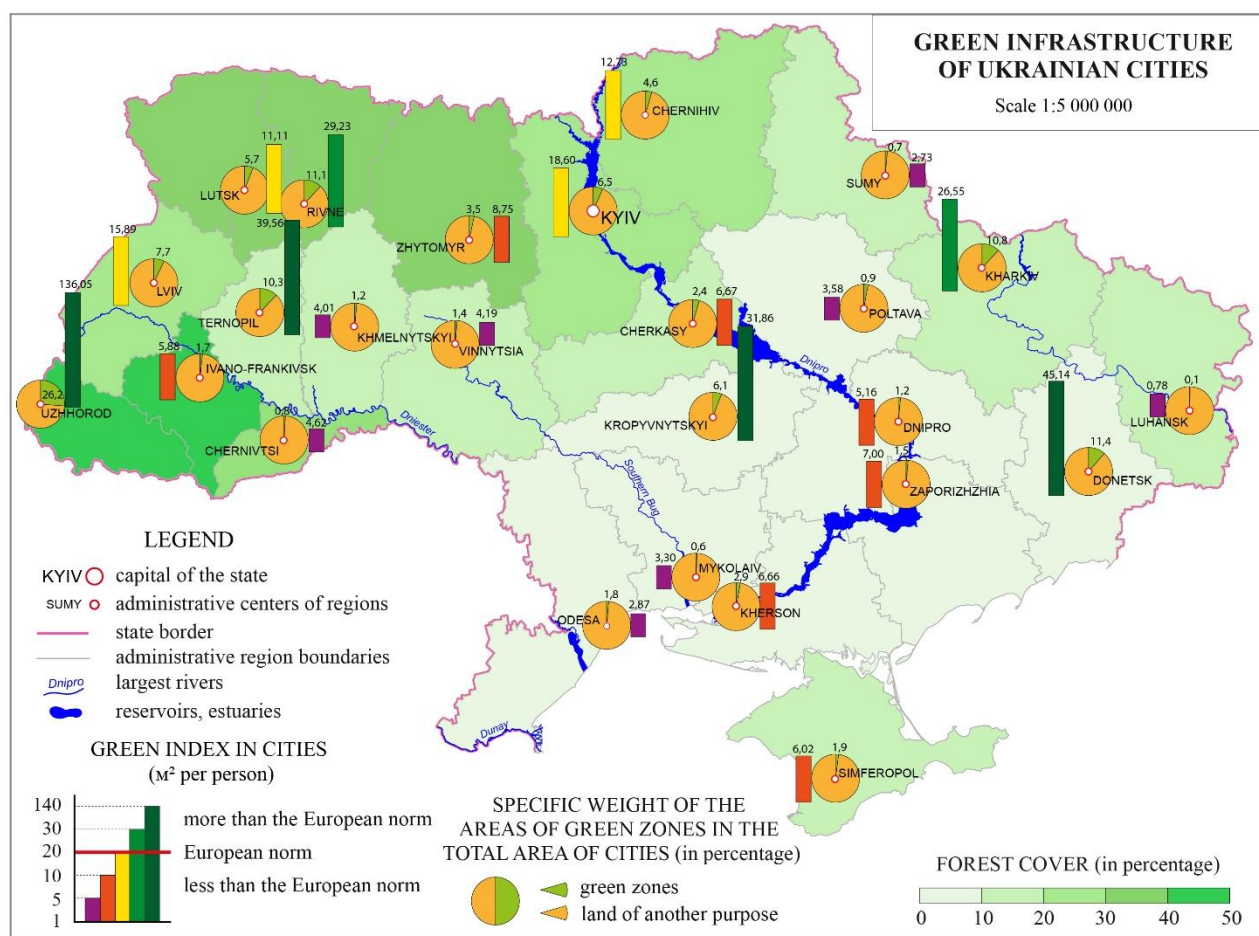 GREEN INFRASTRUCTURE
OF UKRAINIAN CITIES
Scale 1:5 000 000
12,73
4,6
CHERNIHIV
11,11
29,23
5,7
LUTSK
11,1
RIVNE
39,56
18,60
6,5
KYIV
3,5
8,75
ZHYTOMYR
0,7
2,73
SUMY
26,55
10,8
KHARKIV
15,89
7,7
LVIV
136,05
10,3
TERNOPIL
4,01
1,2
KHMELNYTSKYI
1,4
4,19
VINNYTSIA
2,4
6,67
CHERKASY
31,86
3,58
0,9
POLTAVA
Dnipro
5,88
1,7
IVANO-FRANKIVSK
26,2
UZHHOROD
0,8
4,62
CHERNIVTSI
Dniester
6,1
KROPYVNYTSKYI
5,16
1,2
DNIPRO
45,14
11,4
DONETSK
0,78
0,1
LUHANSK
7,00
1,5
ZAPORIZHZHIA
Southern Bug
3,30
0,6
MYKOLAIV
2,9
6,66
KHERSON
1,8
2,87
ODESA
Dunay
6,02
1,9
SIMFEROPOL
LEGEND
KYIV capital of the state
SUMY administrative centers of regions
state border
administrative region boundaries
Dnipro largest rivers
reservoirs, estuaries
GREEN INDEX IN CITIES
(м² per person)
140
30
20
10
5
1
more than the European norm
European norm
less than the European norm
SPECIFIC WEIGHT OF THE
AREAS OF GREEN ZONES IN THE
TOTAL AREA OF CITIES (in percentage)
green zones
land of another purpose
FOREST COVER (in percentage)
0 10 20 30 40 50